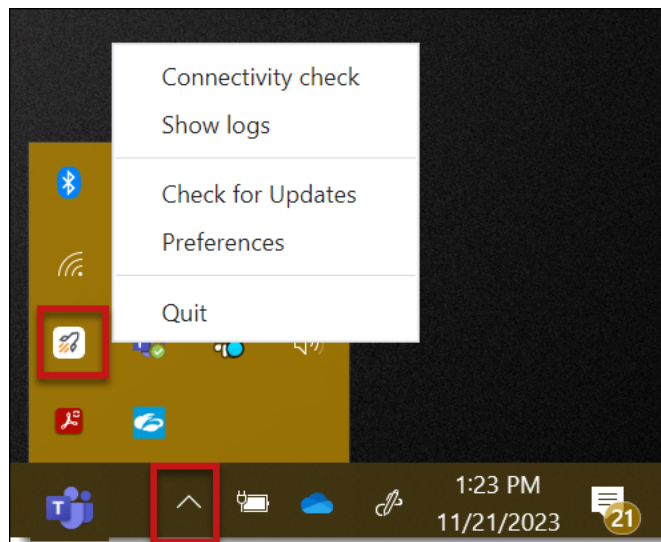 Connectivity check
Show logs
Check for Updates
Preferences
Quit
T
1:23 PM
11/21/2023
21